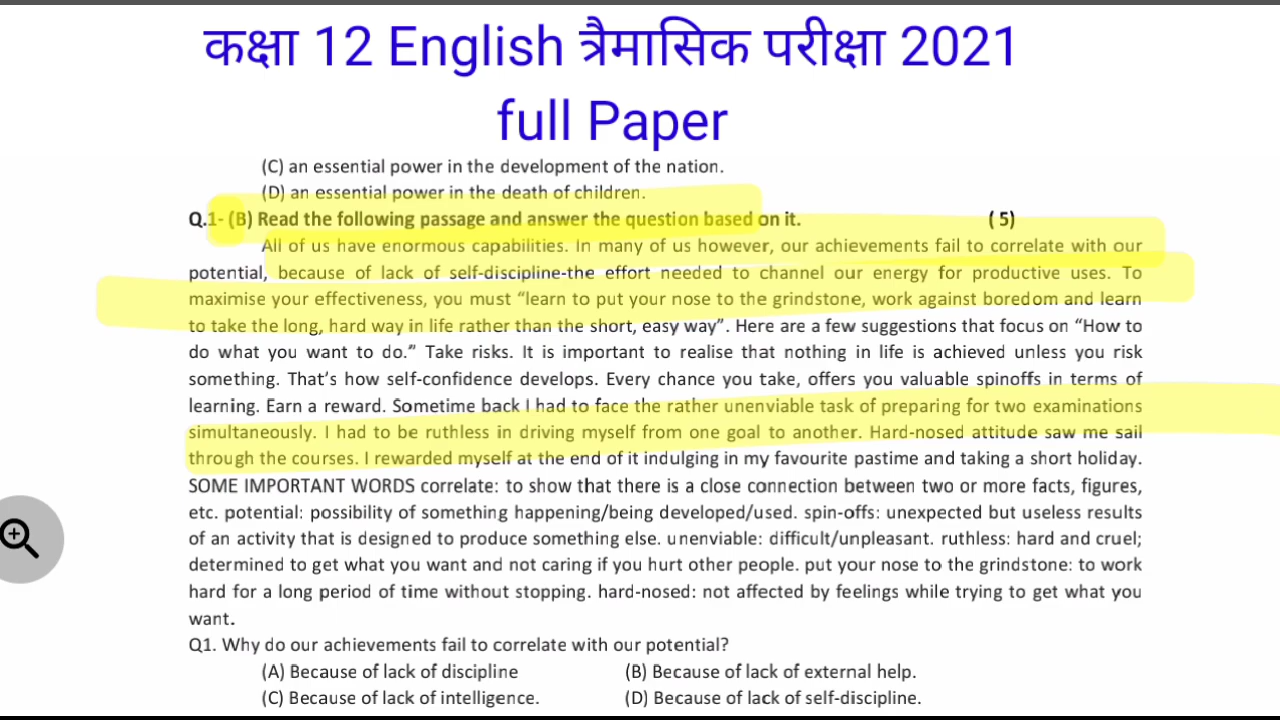 कक्षा 12 English त्रैमासिक परीक्षा 2021
full Paper
(C) an essential power in the development of the nation.
(D) an essential power in the death of children.
Q.1- (B) Read the following passage and answer the question based on it. ( 5)
All of us have enormous capabilities. In many of us however, our achievements fail to correlate with our
potential, because of lack of self-discipline-the effort needed to channel our energy for productive uses. To
maximise your effectiveness, you must “learn to put your nose to the grindstone, work against boredom and learn
to take the long, hard way in life rather than the short, easy way”. Here are a few suggestions that focus on “How to
do what you want to do.” Take risks. It is important to realise that nothing in life is achieved unless you risk
something. That’s how self-confidence develops. Every chance you take, offers you valuable spinoffs in terms of
learning. Earn a reward. Sometime back I had to face the rather unenviable task of preparing for two examinations
simultaneously. I had to be ruthless in driving myself from one goal to another. Hard-nosed attitude saw me sail
through the courses. I rewarded myself at the end of it indulging in my favourite pastime and taking a short holiday.
SOME IMPORTANT WORDS correlate: to show that there is a close connection between two or more facts, figures,
etc. potential: possibility of something happening/being developed/used. spin-offs: unexpected but useless results
of an activity that is designed to produce something else. unenviable: difficult/unpleasant. ruthless: hard and cruel;
determined to get what you want and not caring if you hurt other people. put your nose to the grindstone: to work
hard for a long period of time without stopping. hard-nosed: not affected by feelings while trying to get what you
want.
Q1. Why do our achievements fail to correlate with our potential?
(A) Because of lack of discipline (B) Because of lack of external help.
(C) Because of lack of intelligence. (D) Because of lack of self-discipline.